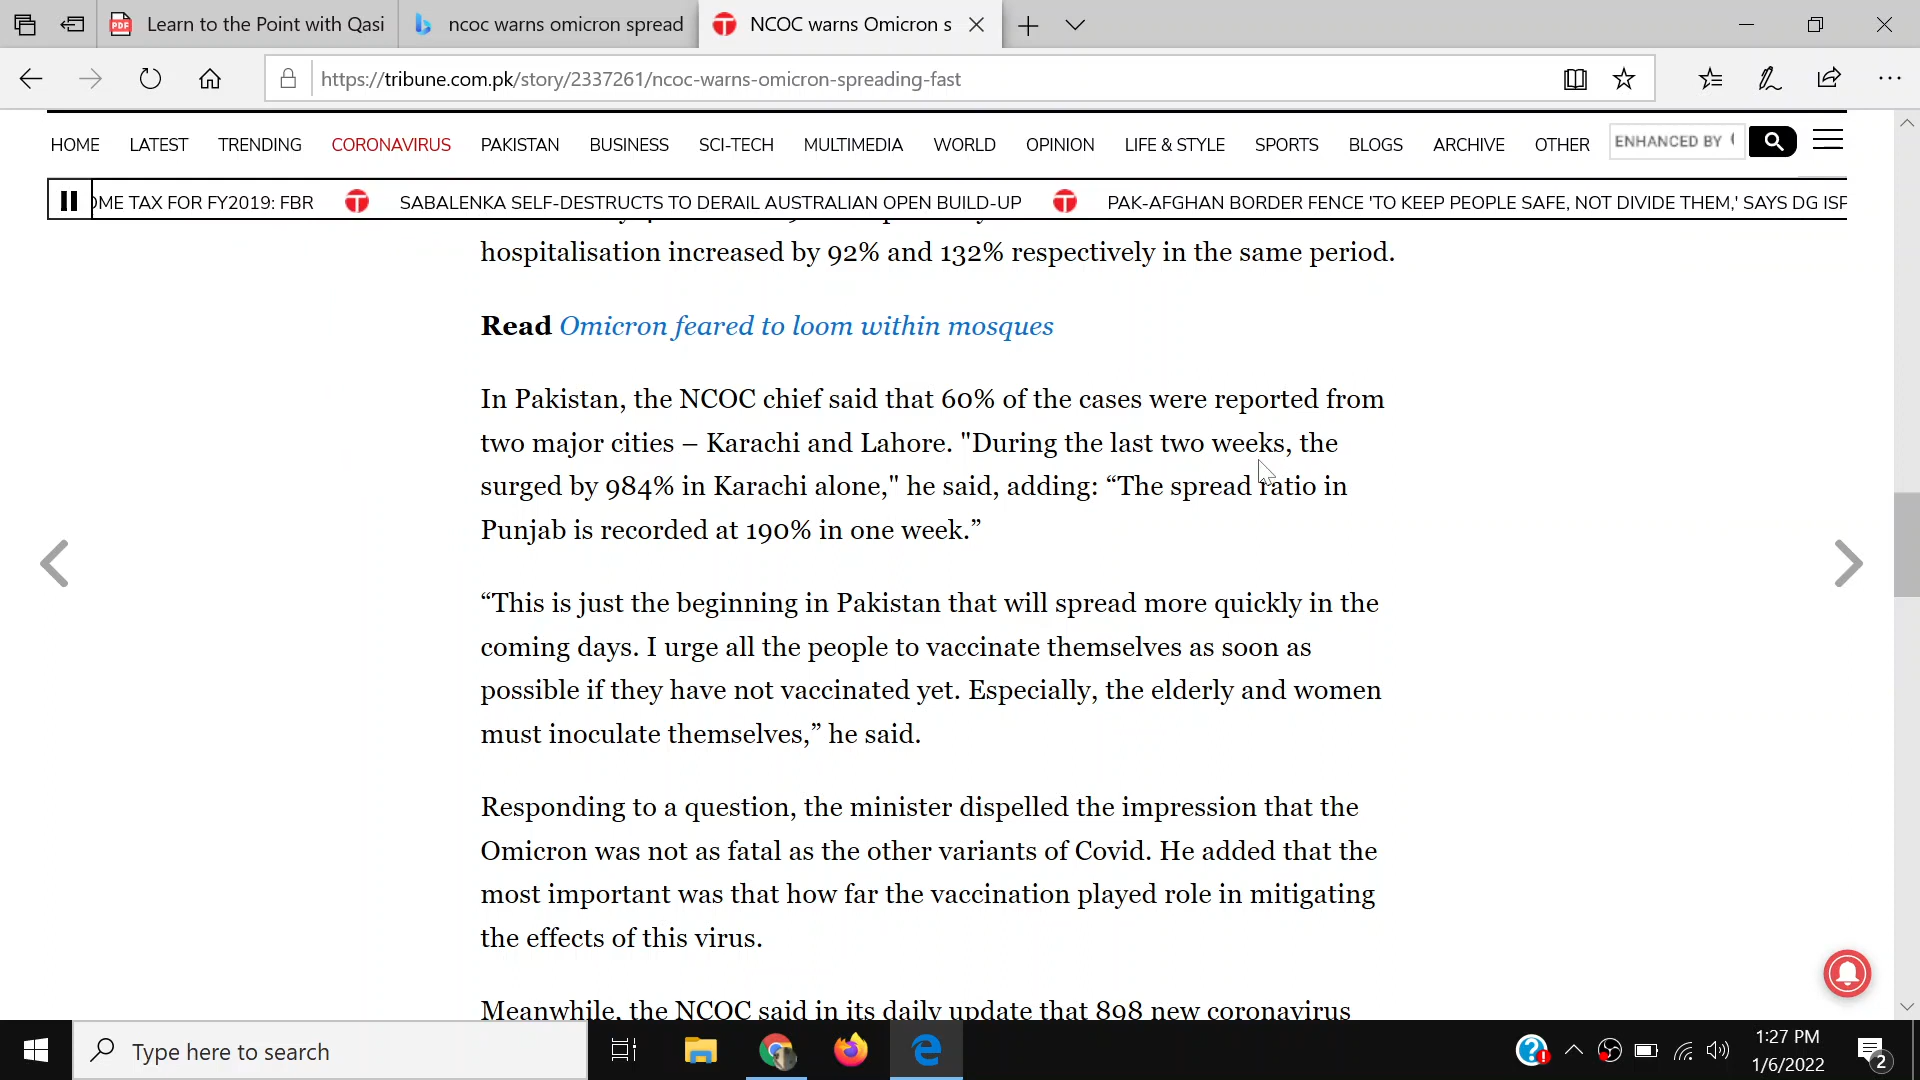 Learn to the Point with Qasi
ncoc warns omicron spread
NCOC warns Omicron s
https://tribune.com.pk/story/2337261/ncoc-warns-omicron-spreading-fast
HOME LATEST TRENDING CORONAVIRUS PAKISTAN BUSINESS SCI-TECH MULTIMEDIA WORLD OPINION LIFE & STYLE SPORTS BLOGS ARCHIVE OTHER ENHANCED BY
OME TAX FOR FY2019: FBR SABALENKA SELF-DESTRUCTS TO DERAIL AUSTRALIAN OPEN BUILD-UP PAK-AFGHAN BORDER FENCE 'TO KEEP PEOPLE SAFE, NOT DIVIDE THEM,' SAYS DG ISP
hospitalisation increased by 92% and 132% respectively in the same period.
Read Omicron feared to loom within mosques
In Pakistan, the NCOC chief said that 60% of the cases were reported from
two major cities – Karachi and Lahore. "During the last two weeks, the
surged by 984% in Karachi alone," he said, adding: “The spread ratio in
Punjab is recorded at 190% in one week.”
“This is just the beginning in Pakistan that will spread more quickly in the
coming days. I urge all the people to vaccinate themselves as soon as
possible if they have not vaccinated yet. Especially, the elderly and women
must inoculate themselves,” he said.
Responding to a question, the minister dispelled the impression that the
Omicron was not as fatal as the other variants of Covid. He added that the
most important was that how far the vaccination played role in mitigating
the effects of this virus.
Meanwhile, the NCOC said in its daily update that 898 new coronavirus
Type here to search
1:27 PM
1/6/2022
2